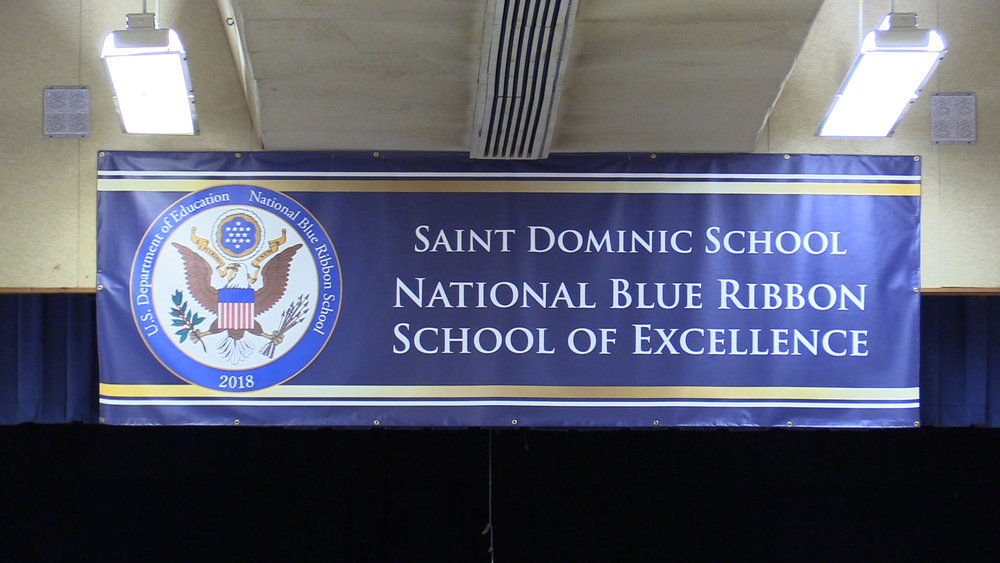 U.S. Department of Education National Blue Ribbon School
2018
SAINT DOMINIC SCHOOL
NATIONAL BLUE RIBBON
SCHOOL OF EXCELLENCE